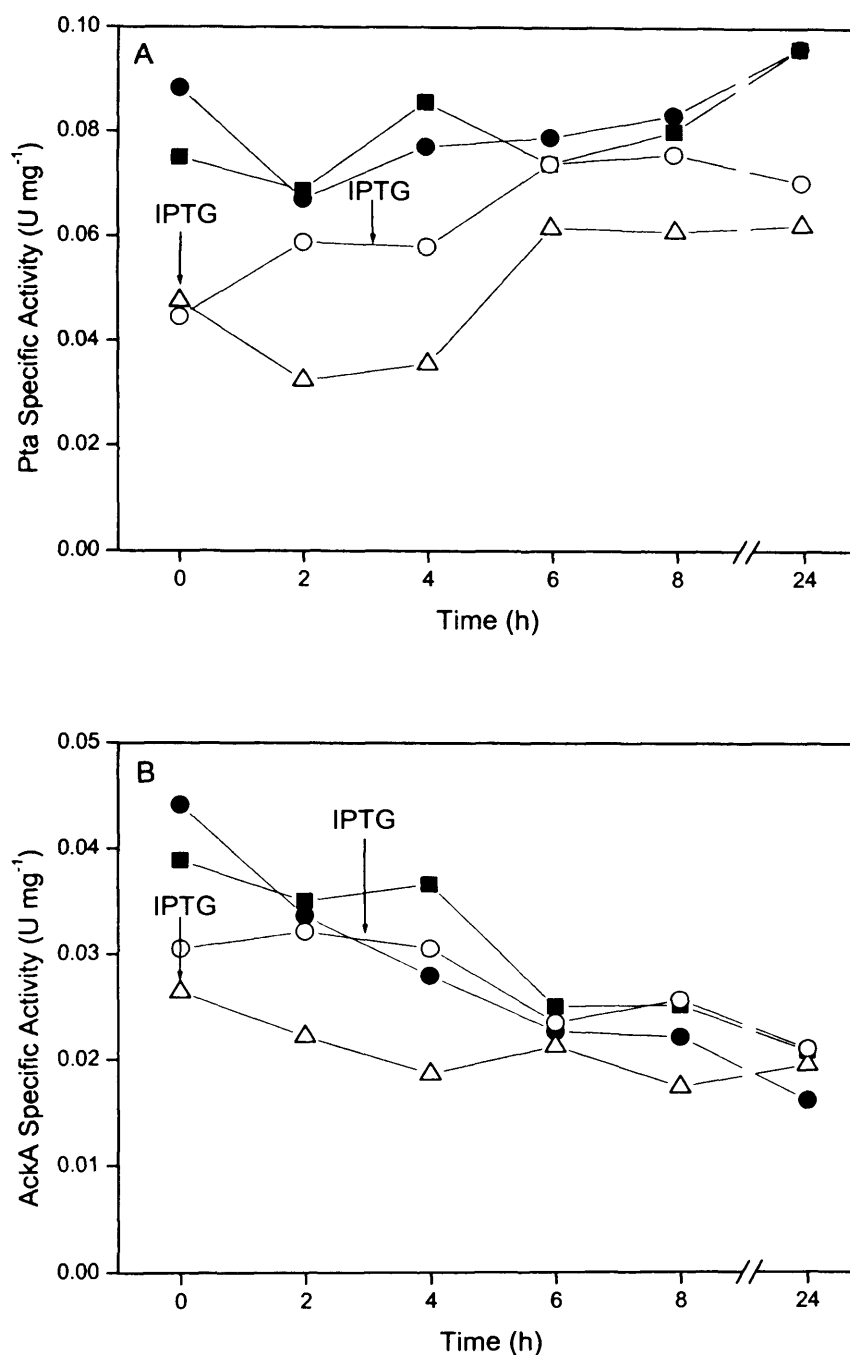 A
0.10
0.08
0.06
0.04
0.02
0.00
Pta Specific Activity (U mg⁻¹)
IPTG
IPTG
0 2 4 6 8 24
Time (h)
B
0.05
0.04
0.03
0.02
0.01
0.00
AckA Specific Activity (U mg⁻¹)
IPTG
IPTG
0 2 4 6 8 24
Time (h)